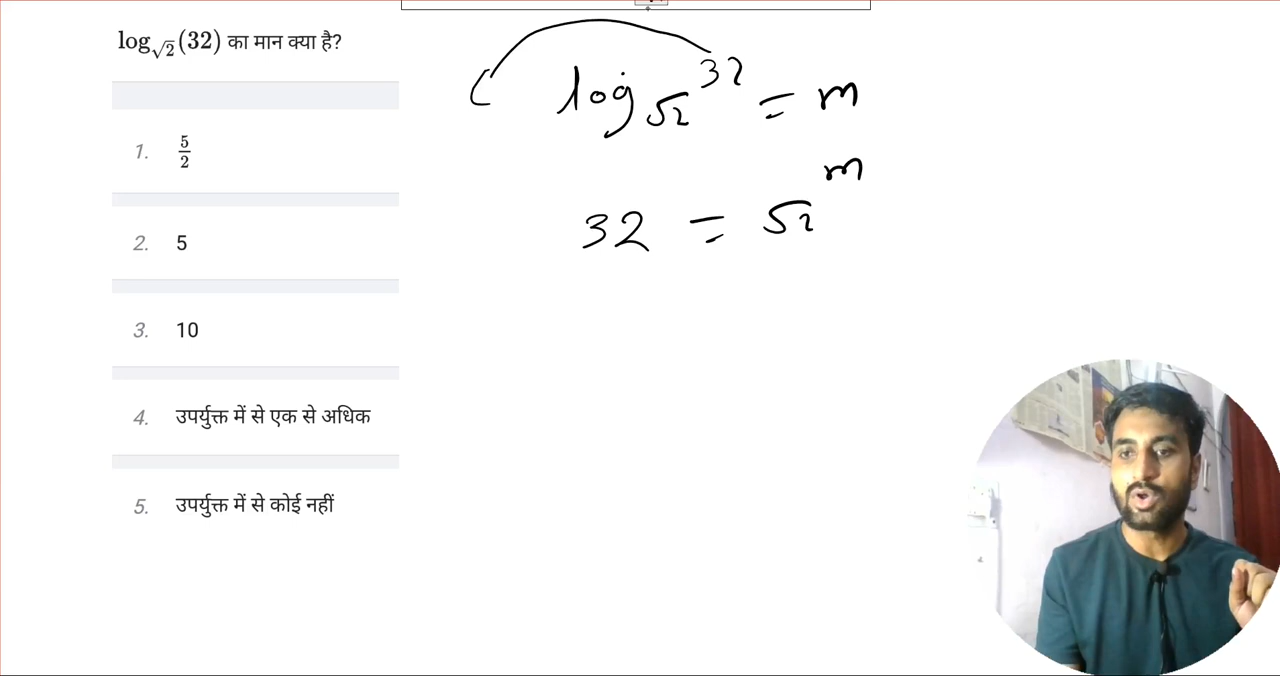 log√2(32) का मान क्या है?
1. 5/2
2. 5
3. 10
4. उपर्युक्त में से एक से अधिक
5. उपर्युक्त में से कोई नहीं
log√2 32 = m
32 = √2^m